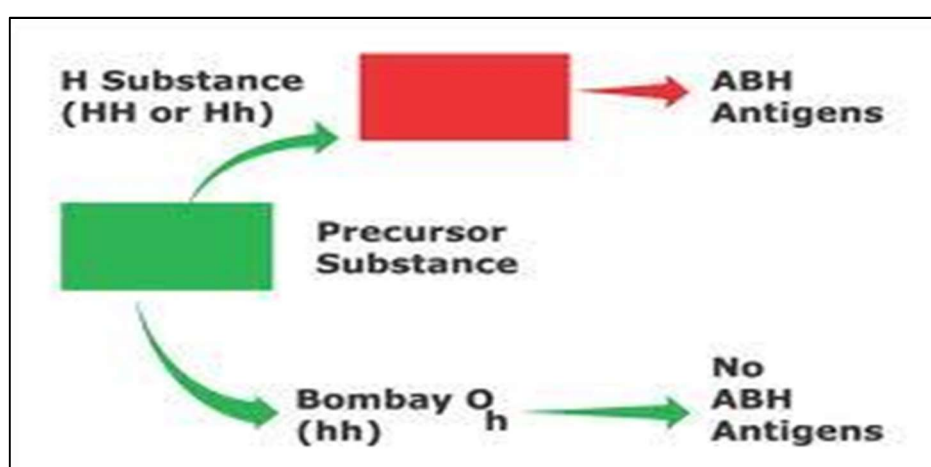 H Substance
(HH or Hh)
ABH
Antigens
Precursor
Substance
Bombay Oh
(hh)
No
ABH
Antigens